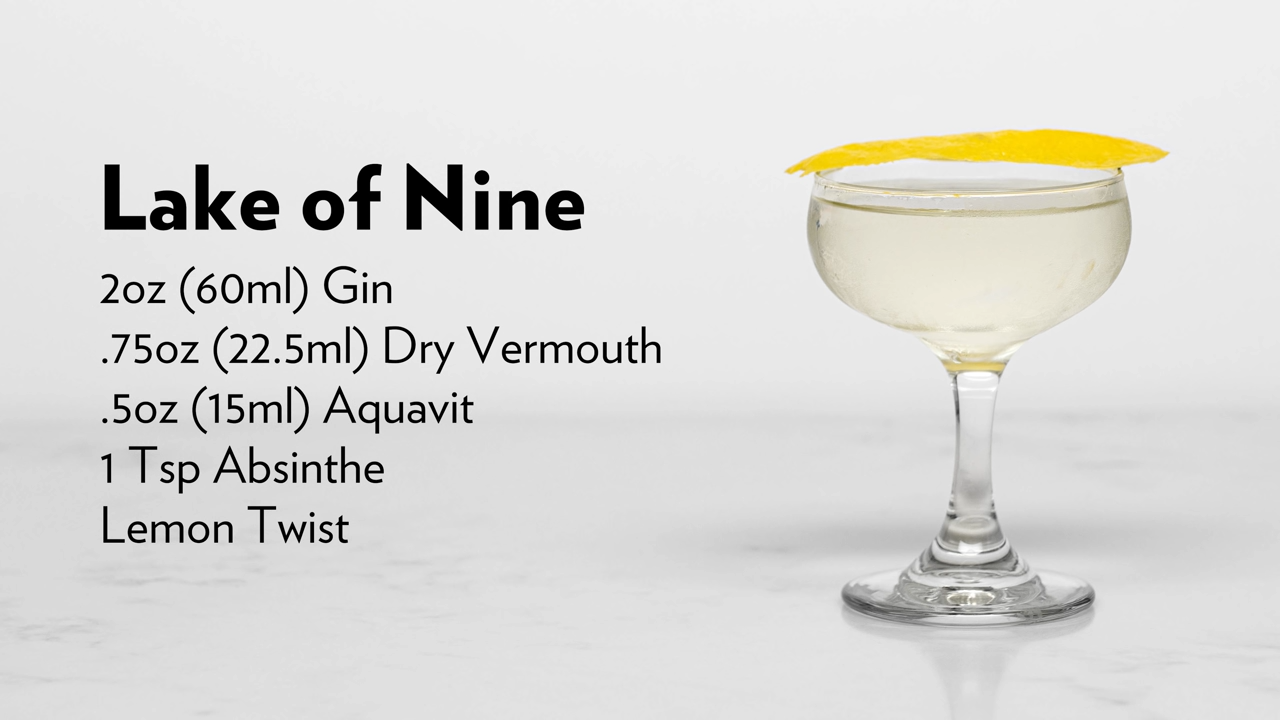 Lake of Nine
2oz (60ml) Gin
.75oz (22.5ml) Dry Vermouth
.5oz (15ml) Aquavit
1 Tsp Absinthe
Lemon Twist